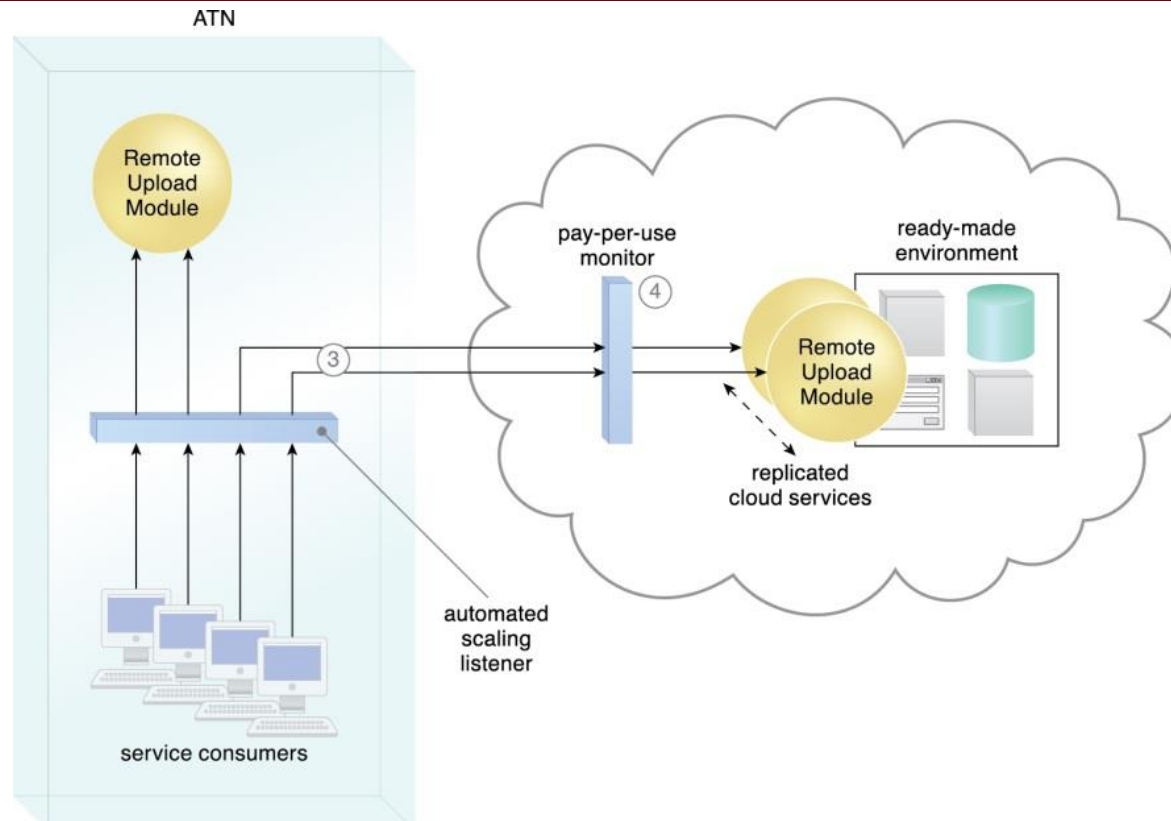 ATN
Remote
Upload
Module
pay-per-use
monitor
4
ready-made
environment
3
Remote
Upload
Module
replicated
cloud services
automated
scaling
listener
service consumers